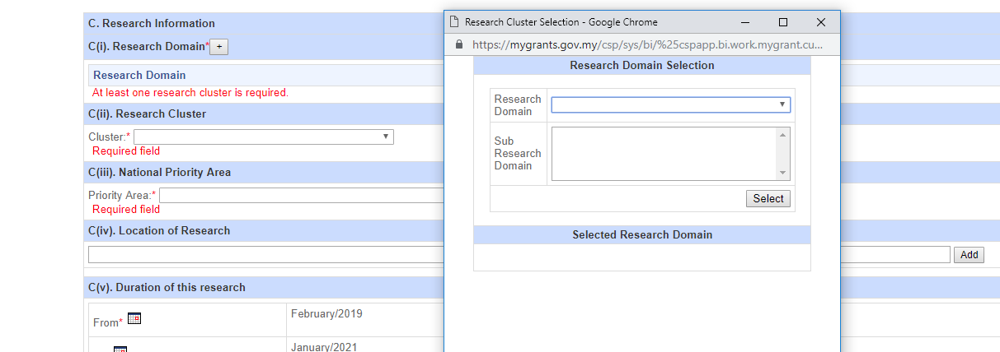 C. Research Information
C(i). Research Domain* +
Research Domain
At least one research cluster is required.
C(ii). Research Cluster
Cluster:*
Required field
C(iii). National Priority Area
Priority Area:*
Required field
C(iv). Location of Research
Add
C(v). Duration of this research
From*
February/2019
January/2021
Research Cluster Selection - Google Chrome
https://mygrants.gov.my/csp/sys/bi/%25cspapp.bi.work.mygrant.cu...
Research Domain Selection
Research
Domain
Sub
Research
Domain
Select
Selected Research Domain